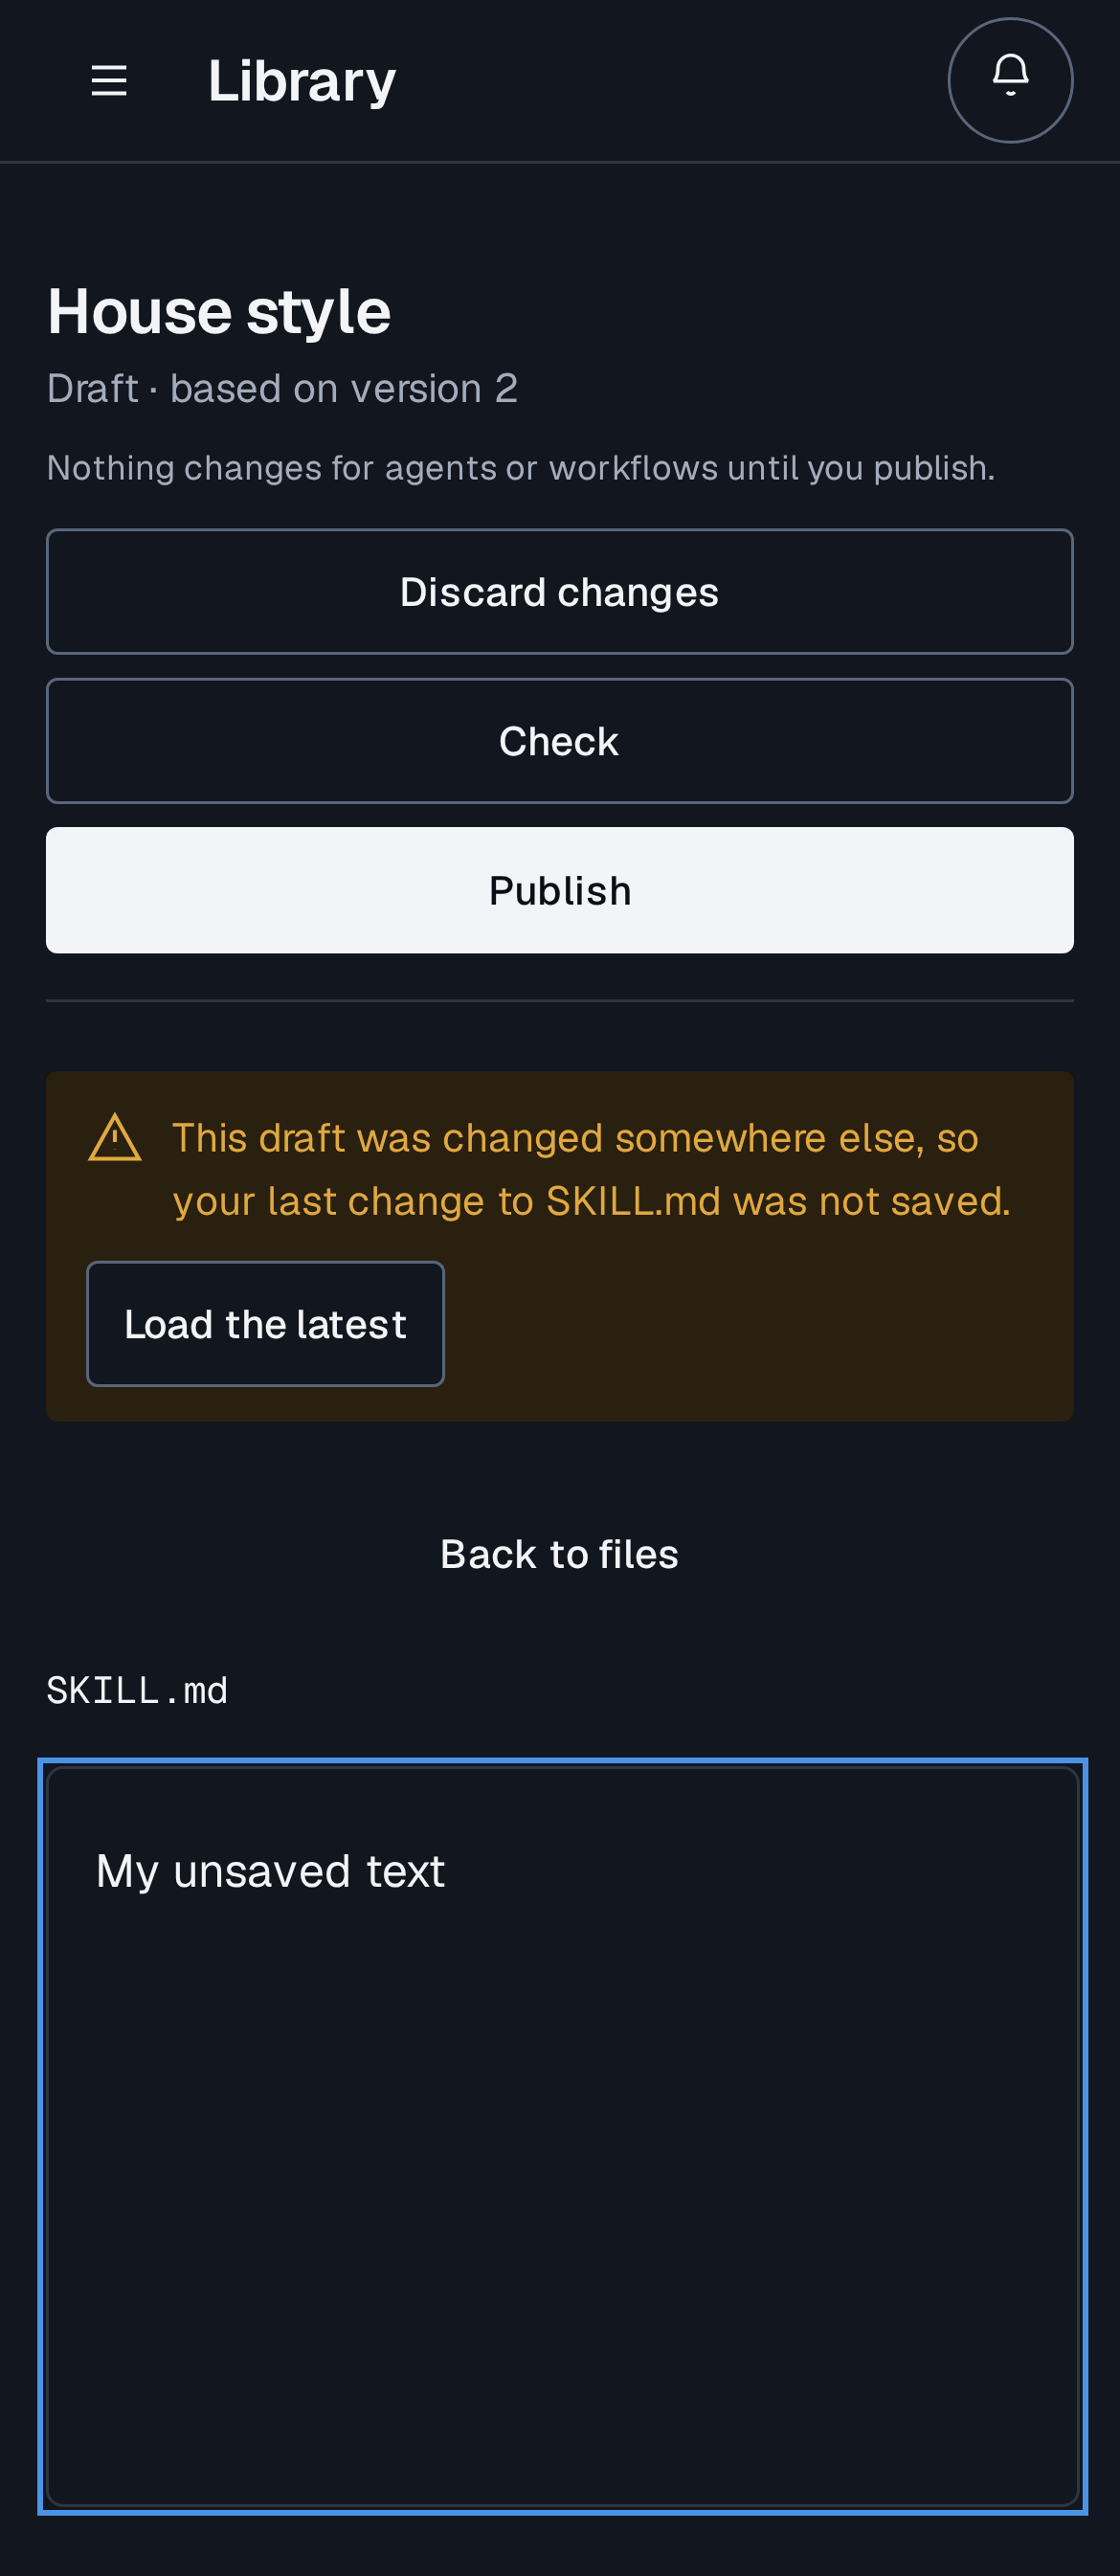 Library
House style
Draft · based on version 2
Nothing changes for agents or workflows until you publish.
Discard changes
Check
Publish
This draft was changed somewhere else, so
your last change to SKILL.md was not saved.
Load the latest
Back to files
SKILL.md
My unsaved text